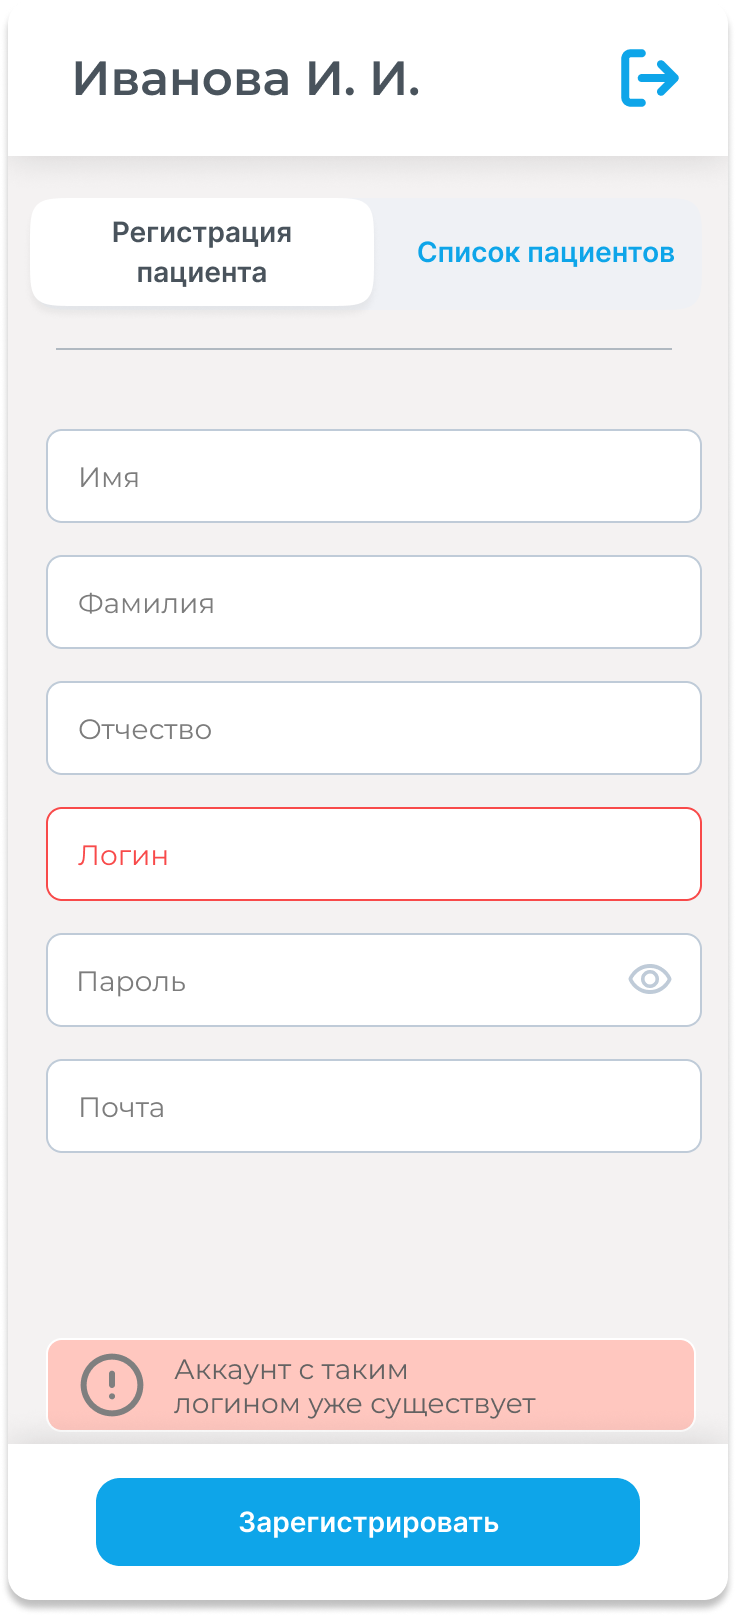 Иванова И. И.
Регистрация
пациента
Список пациентов
Имя
Фамилия
Отчество
Логин
Пароль
Почта
Аккаунт с таким
логином уже существует
Зарегистрировать